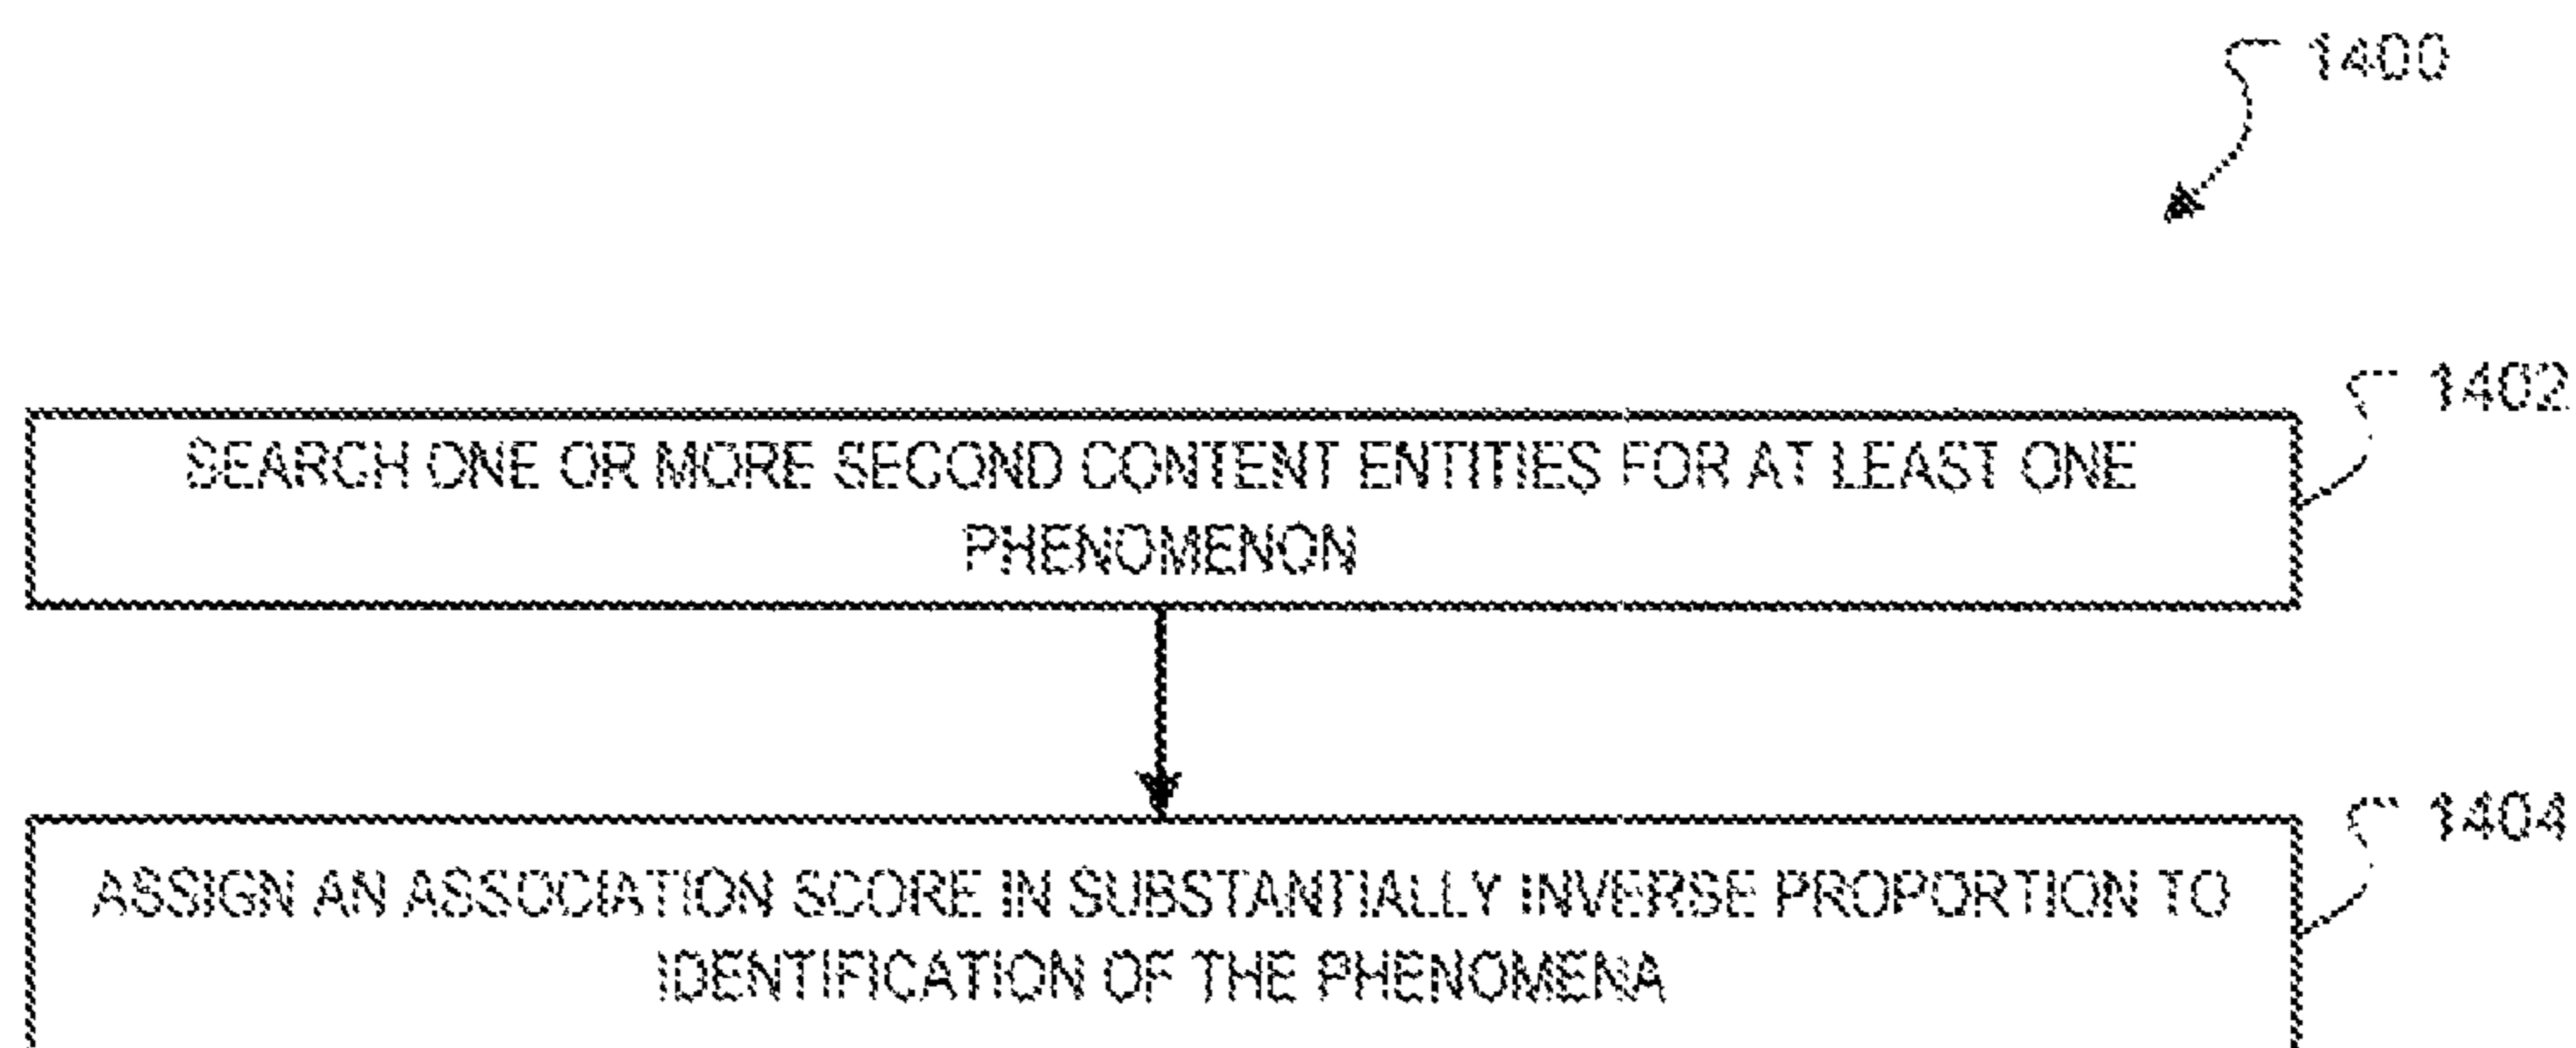 1400
1402
SEARCH ONE OR MORE SECOND CONTENT ENTITIES FOR AT LEAST ONE
PHENOMENON
1404
ASSIGN AN ASSOCIATION SCORE IN SUBSTANTIALLY INVERSE PROPORTION TO
IDENTIFICATION OF THE PHENOMENA